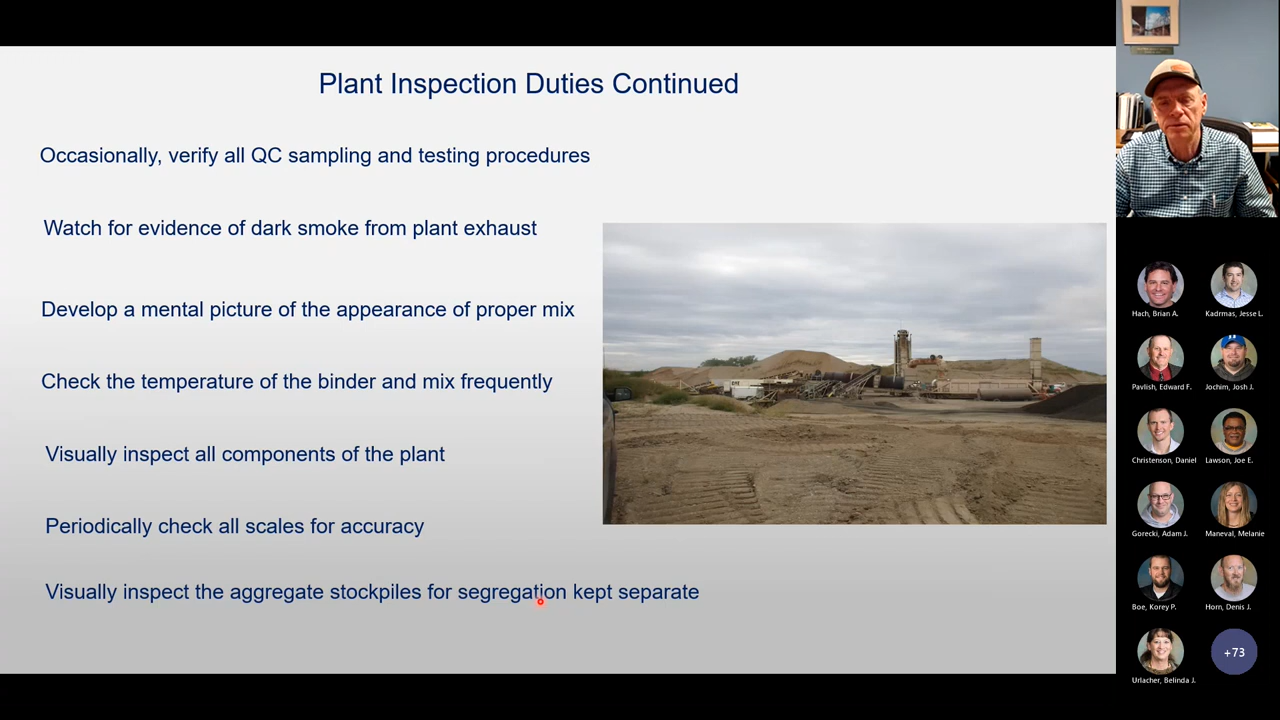 Plant Inspection Duties Continued
Occasionally, verify all QC sampling and testing procedures
Watch for evidence of dark smoke from plant exhaust
Develop a mental picture of the appearance of proper mix
Check the temperature of the binder and mix frequently
Visually inspect all components of the plant
Periodically check all scales for accuracy
Visually inspect the aggregate stockpiles for segregation kept separate
Hach, Brian A.
Kadrmas, Jesse L.
Pavlish, Edward F.
Jochim, Josh J.
Christenson, Daniel
Lawson, Joe E.
Gorecki, Adam J.
Maneval, Melanie
Boe, Korey P.
Horn, Denis J.
Urlacher, Belinda J.
+73